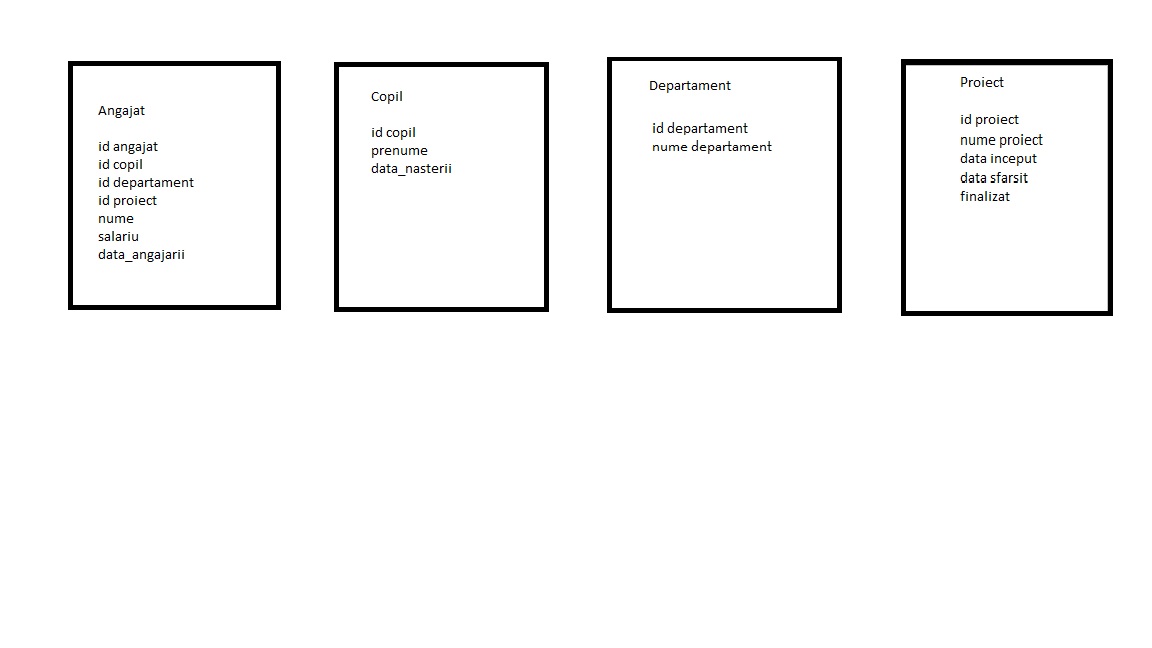 Angajat
id angajat
id copil
id departament
id proiect
nume
salariu
data_angajarii
Copil
id copil
prenume
data_nasterii
Departament
id departament
nume departament
Proiect
id proiect
nume proiect
data inceput
data sfarsit
finalizat